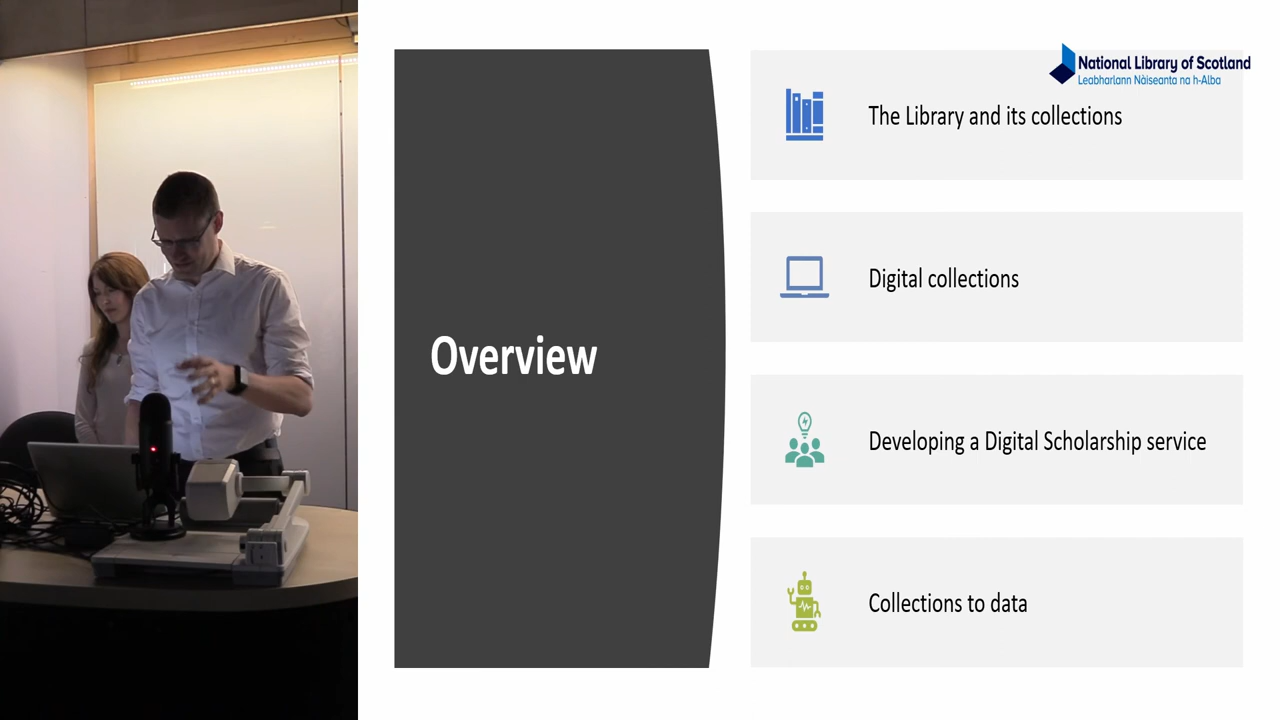 National Library of Scotland
Leabharlann Nàiseanta na h-Alba
The Library and its collections
Digital collections
Overview
Developing a Digital Scholarship service
Collections to data